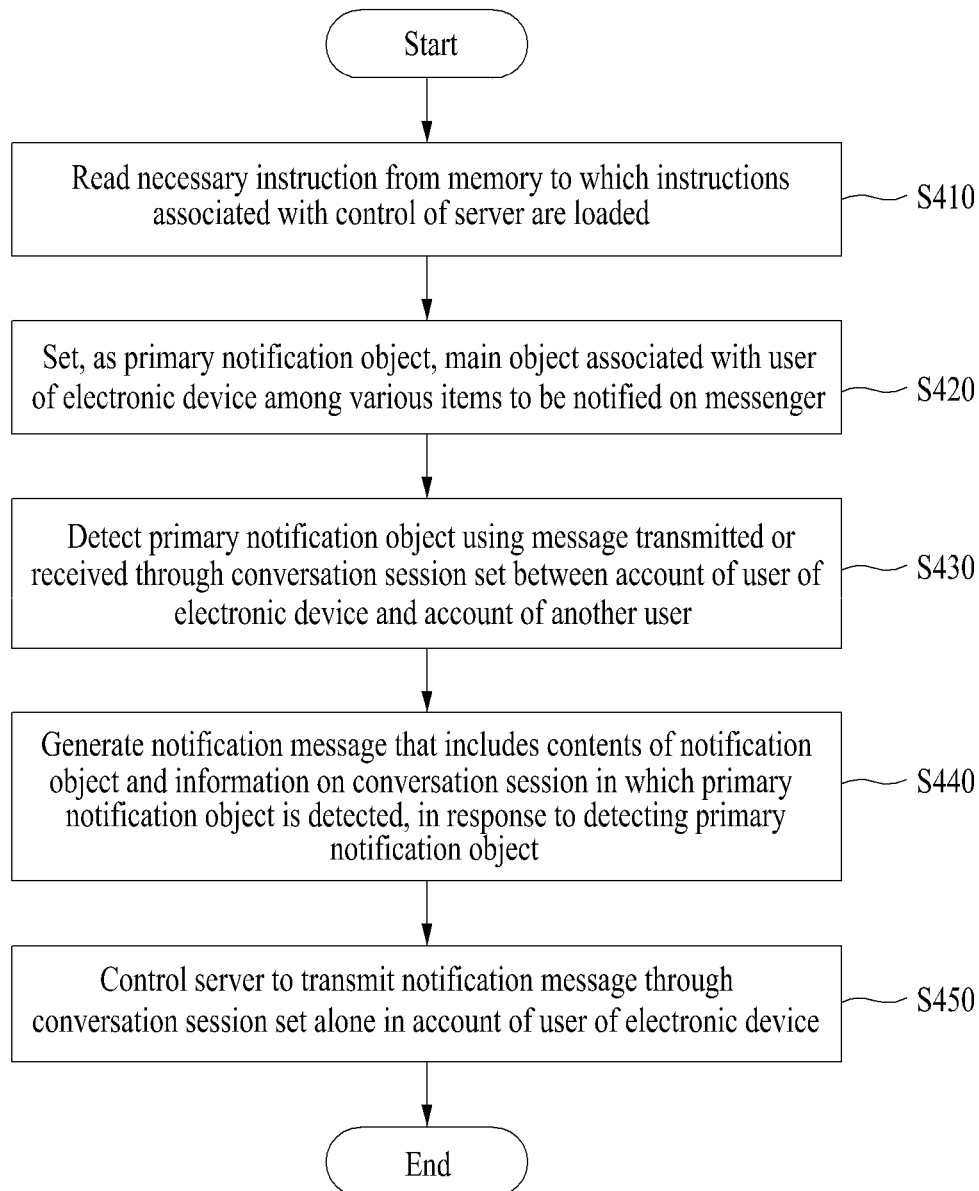 Start
Read necessary instruction from memory to which instructions
associated with control of server are loaded
S410
Set, as primary notification object, main object associated with user
of electronic device among various items to be notified on messenger
S420
Detect primary notification object using message transmitted or
received through conversation session set between account of user of
electronic device and account of another user
S430
Generate notification message that includes contents of notification
object and information on conversation session in which primary
notification object is detected, in response to detecting primary
notification object
S440
Control server to transmit notification message through
conversation session set alone in account of user of electronic device
S450
End